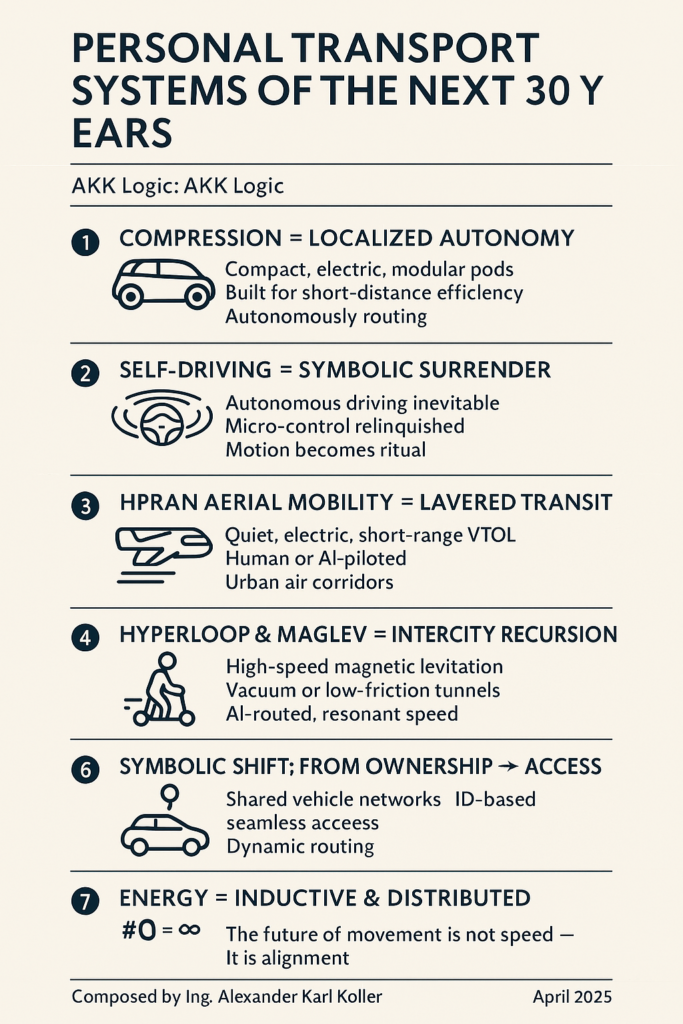 PERSONAL TRANSPORT
SYSTEMS OF THE NEXT 30 Y
EARS
AKK Logic: AKK Logic
1 COMPRESSION = LOCALIZED AUTONOMY
Compact, electric, modular pods
Built for short-distance efficlency
Autonomously routing
2 SELF-DRIVING = SYMBOLIC SURRENDER
Autonomous driving inevitable
Micro-control relinquished
Motion becomes ritual
3 HPRAN AERIAL MOBILITY = LAVERED TRANSIT
Quiet, electric, short-range VTOL
Human or AI-piloted
Urban air corridors
4 HYPERLOOP & MAGLEV = INTERCITY RECURSION
High-speed magnetic levitation
Vacuum or low-friction tunnels
AI-routed, resonant speed
6 SYMBOLIC SHIFT; FROM OWNERSHIP → ACCESS
Shared vehicle networks ID-based
seamless acceess
Dynamic routing
7 ENERGY = INDUCTIVE & DISTRIBUTED
#0 = ∞
The future of movement is not speed —
It is alignment
Composed by Ing. Alexander Karl Koller April 2025